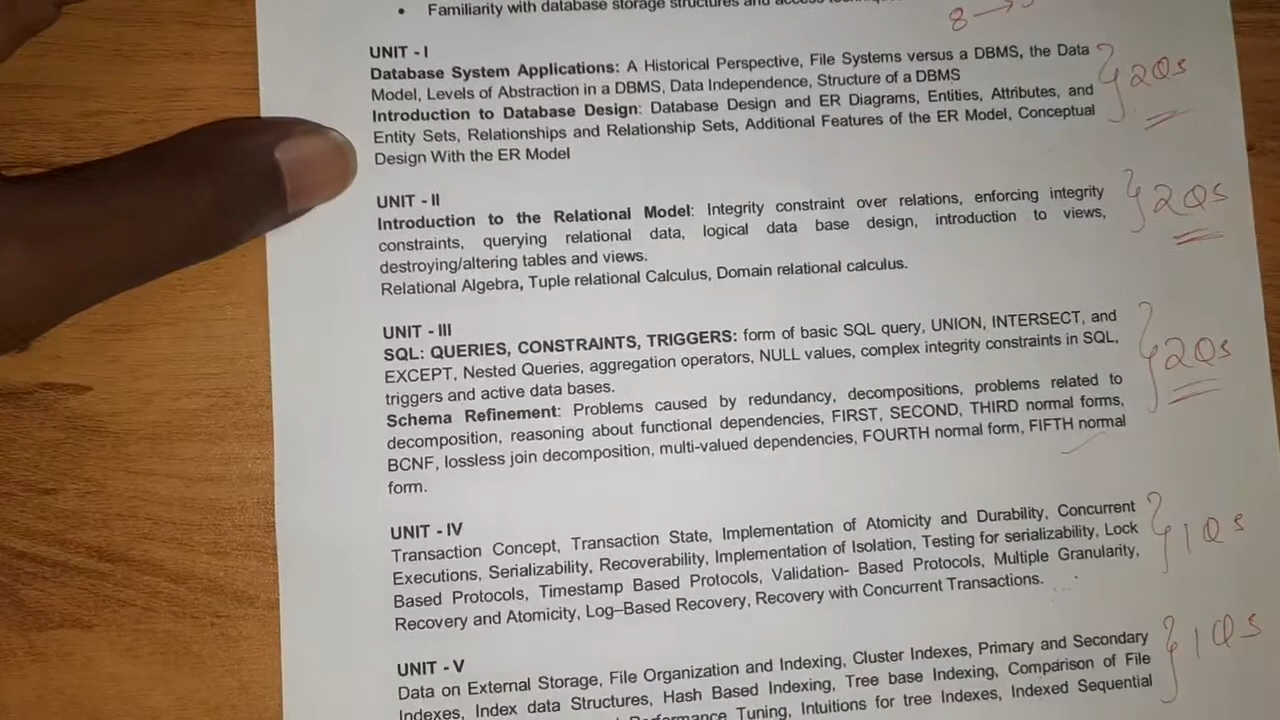 • Familiarity with database storage structures and access
8 →
UNIT - I
Database System Applications: A Historical Perspective, File Systems versus a DBMS, the Data
Model, Levels of Abstraction in a DBMS, Data Independence, Structure of a DBMS
2Qs
Introduction to Database Design: Database Design and ER Diagrams, Entities, Attributes, and
Entity Sets, Relationships and Relationship Sets, Additional Features of the ER Model, Conceptual
Design With the ER Model
UNIT - II
Introduction to the Relational Model: Integrity constraint over relations, enforcing integrity
2Qs
constraints, querying relational data, logical data base design, introduction to views,
destroying/altering tables and views.
Relational Algebra, Tuple relational Calculus, Domain relational calculus.
UNIT - III
SQL: QUERIES, CONSTRAINTS, TRIGGERS: form of basic SQL query, UNION, INTERSECT, and
EXCEPT, Nested Queries, aggregation operators, NULL values, complex integrity constraints in SQL,
2Qs
triggers and active data bases.
Schema Refinement: Problems caused by redundancy, decompositions, problems related to
decomposition, reasoning about functional dependencies, FIRST, SECOND, THIRD normal forms,
BCNF, lossless join decomposition, multi-valued dependencies, FOURTH normal form, FIFTH normal
form.
UNIT - IV
Transaction Concept, Transaction State, Implementation of Atomicity and Durability, Concurrent
Executions, Serializability, Recoverability, Implementation of Isolation, Testing for serializability, Lock
1Qs
Based Protocols, Timestamp Based Protocols, Validation- Based Protocols, Multiple Granularity,
Recovery and Atomicity, Log–Based Recovery, Recovery with Concurrent Transactions.
UNIT - V
Data on External Storage, File Organization and Indexing, Cluster Indexes, Primary and Secondary
1Qs
Indexes, Index data Structures, Hash Based Indexing, Tree base Indexing, Comparison of File
Tuning, Intuitions for tree Indexes, Indexed Sequential